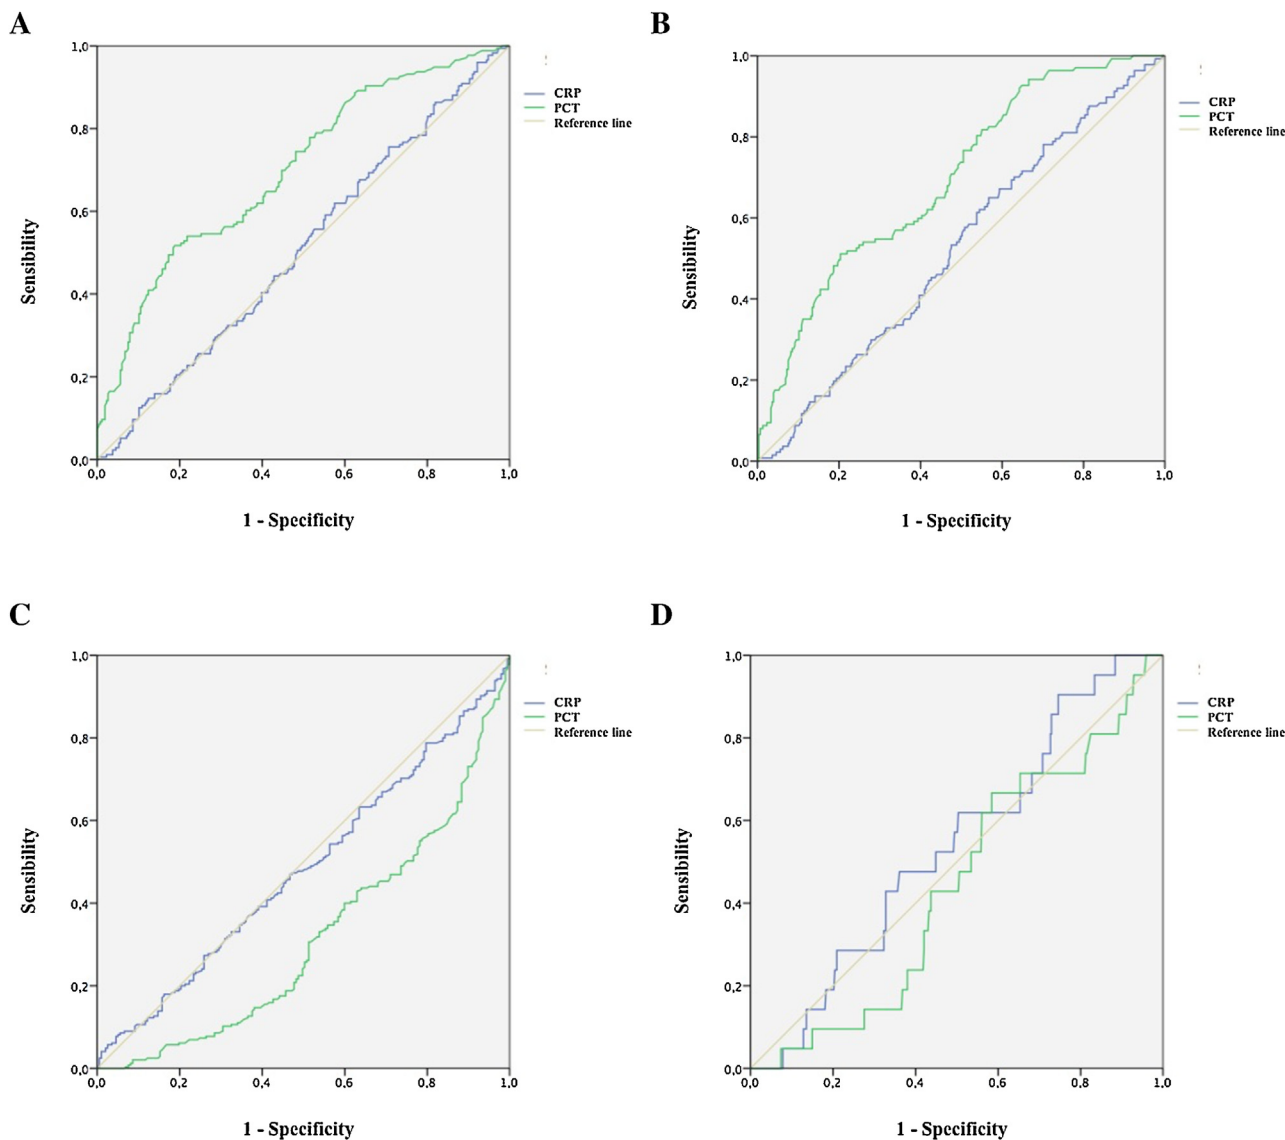 A
1,0
0,8
0,6
0,4
0,2
0,0
0,0 0,2 0,4 0,6 0,8 1,0
Sensibility
1 - Specificity
CRP
PCT
Reference line
B
1,0
0,8
0,6
0,4
0,2
0,0
0,0 0,2 0,4 0,6 0,8 1,0
Sensibility
1 - Specificity
CRP
PCT
Reference line
C
1,0
0,8
0,6
0,4
0,2
0,0
0,0 0,2 0,4 0,6 0,8 1,0
Sensibility
1 - Specificity
CRP
PCT
Reference line
D
1,0
0,8
0,6
0,4
0,2
0,0
0,0 0,2 0,4 0,6 0,8 1,0
Sensibility
1 - Specificity
CRP
PCT
Reference line